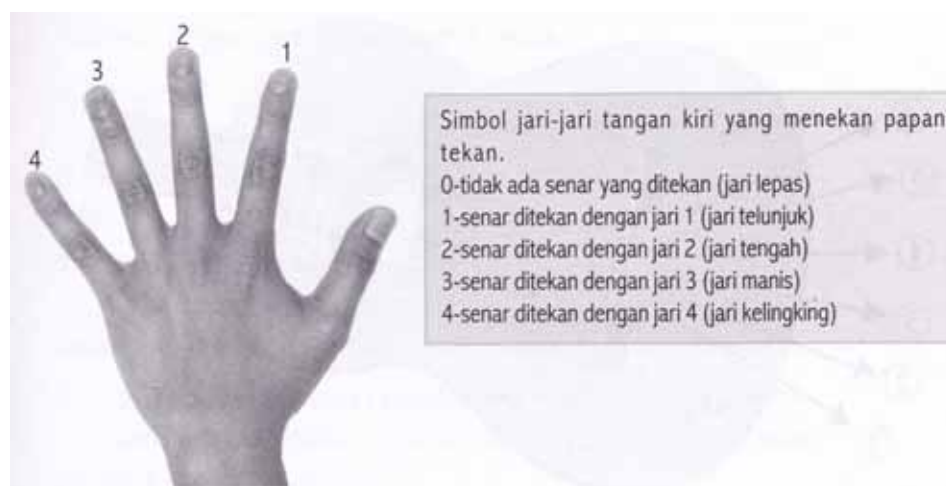 2
1
3
4
Simbol jari-jari tangan kiri yang menekan papan
tekan.
0-tidak ada senar yang ditekan (jari lepas)
1-senar ditekan dengan jari 1 (jari telunjuk)
2-senar ditekan dengan jari 2 (jari tengah)
3-senar ditekan dengan jari 3 (jari manis)
4-senar ditekan dengan jari 4 (jari kelingking)